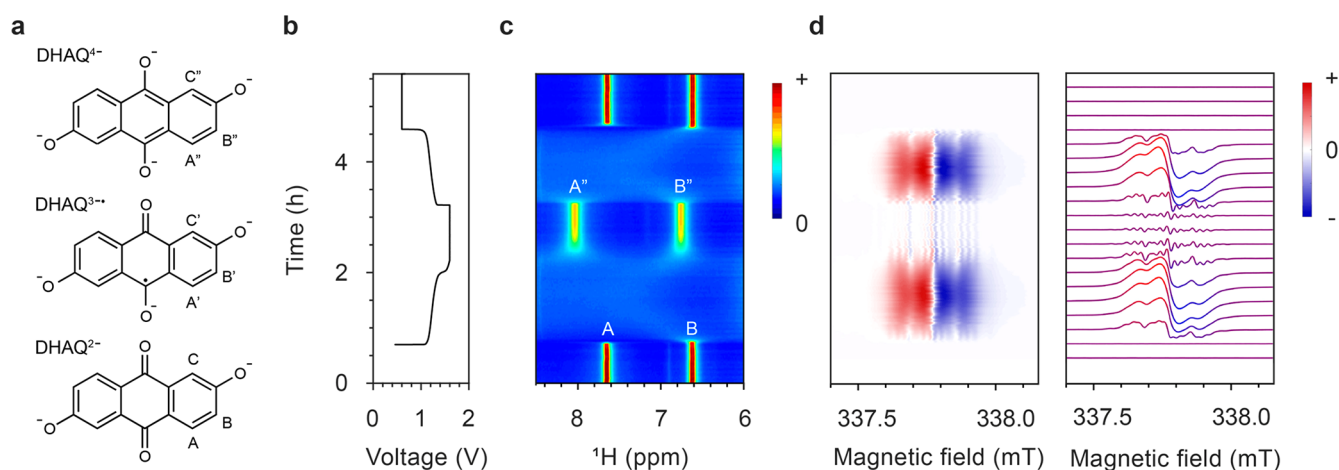 a
DHAQ4−
O−
C”
O−
−O
B”
A”
O−
DHAQ3−•
O
C’
O−
−O
B’
A’
O−
DHAQ2−
O
C
O−
−O
B
A
O
b
Time (h)
4
2
0
0 1 2
Voltage (V)
c
A” B”
A B
8 7 6
¹H (ppm)
+
0
d
337.5 338.0
Magnetic field (mT)
337.5 338.0
Magnetic field (mT)
+
0
-